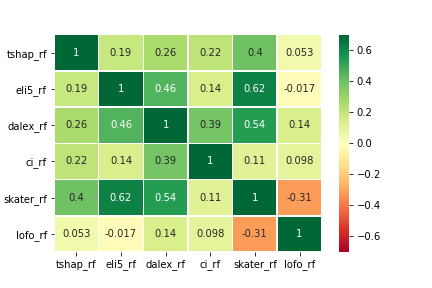 tshap_rf 1 0.19 0.26 0.22 0.4 0.053
eli5_rf 0.19 1 0.46 0.14 0.62 -0.017
dalex_rf 0.26 0.46 1 0.39 0.54 0.14
ci_rf 0.22 0.14 0.39 1 0.11 0.098
skater_rf 0.4 0.62 0.54 0.11 1 -0.31
lofo_rf 0.053 -0.017 0.14 0.098 -0.31 1
tshap_rf eli5_rf dalex_rf ci_rf skater_rf lofo_rf
0.6
0.4
0.2
0.0
−0.2
−0.4
−0.6